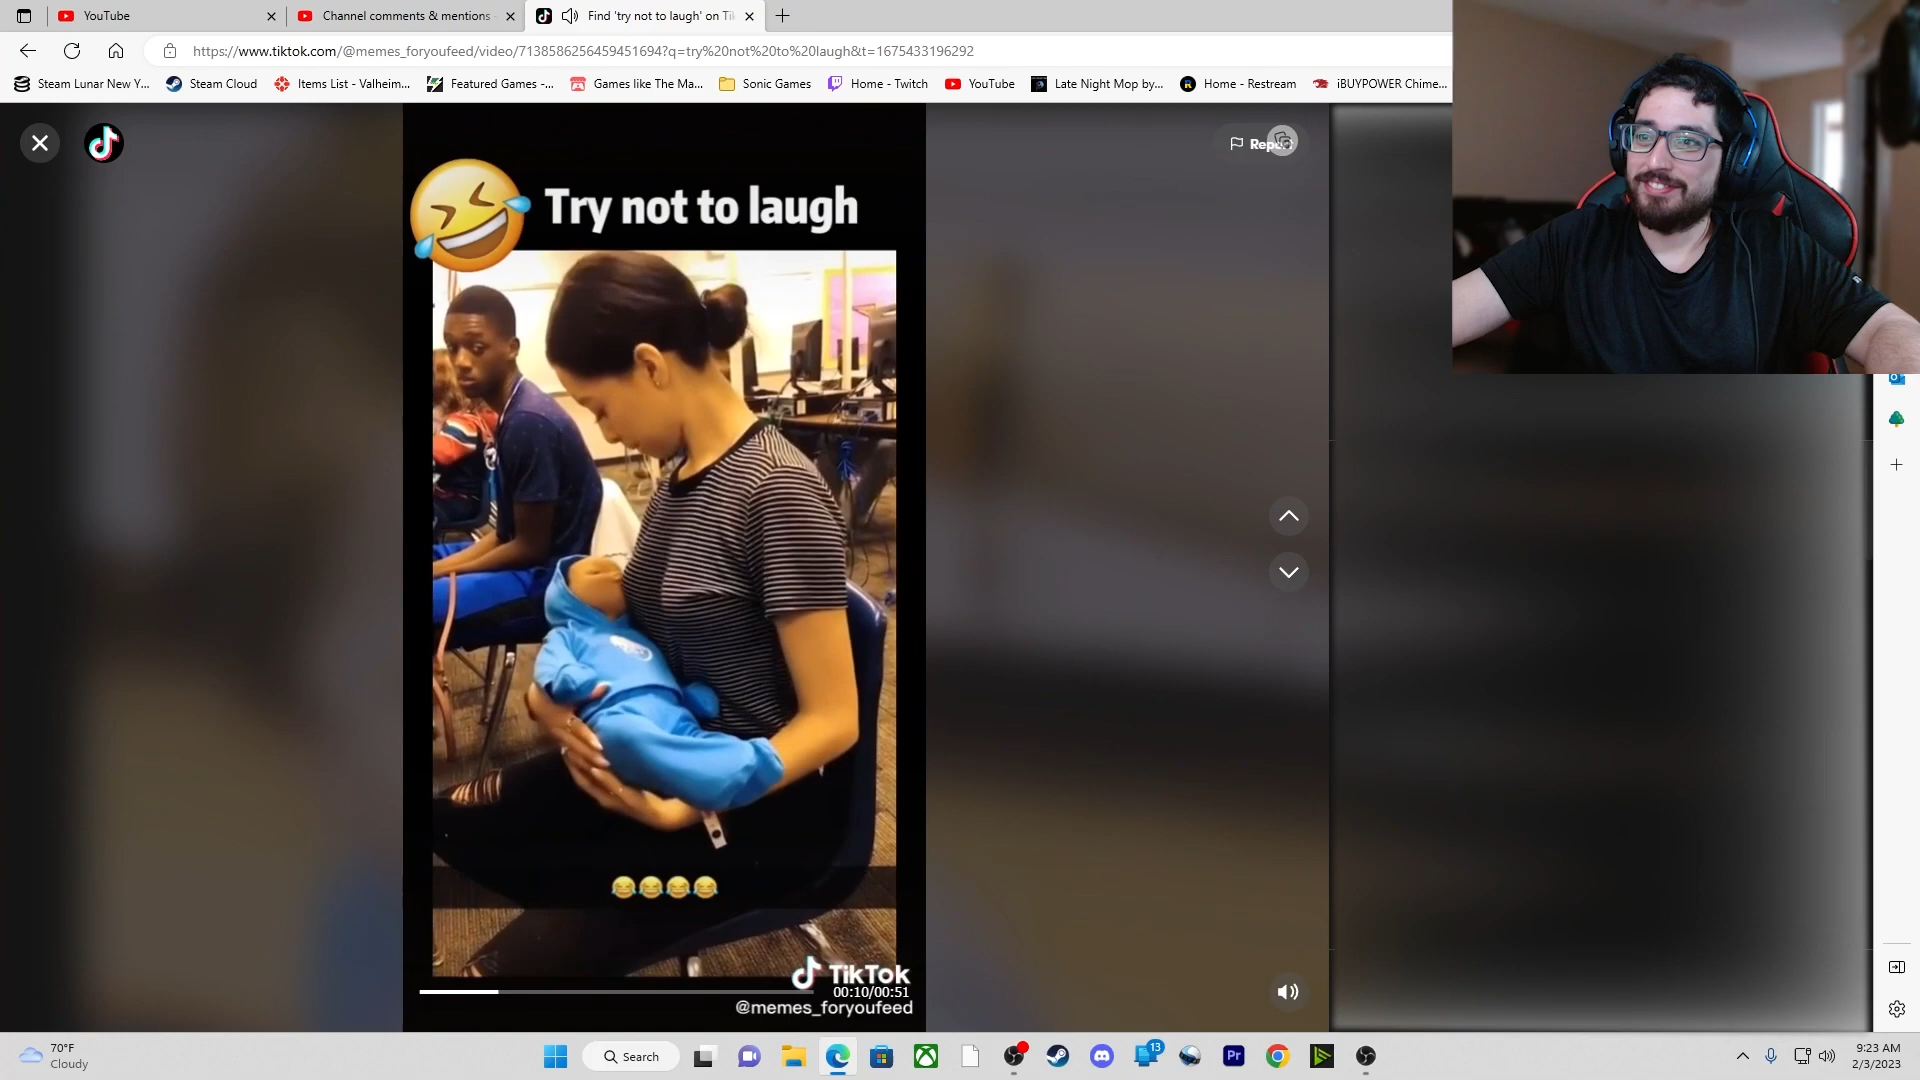 YouTube
Channel comments & mentions -
Find 'try not to laugh' on Ti
https://www.tiktok.com/@memes_foryoufeed/video/7138586256459451694?q=try%20not%20to%20laugh&t=1675433196292
Steam Lunar New Y...
Steam Cloud
Items List - Valheim...
Featured Games -...
Games like The Ma...
Sonic Games
Home - Twitch
YouTube
Late Night Mop by...
Home - Restream
iBUYPOWER Chime...
Report
Try not to laugh
TikTok
00:10/00:51
@memes_foryoufeed
70°F
Cloudy
Search
13
Pr
9:23 AM
2/3/2023